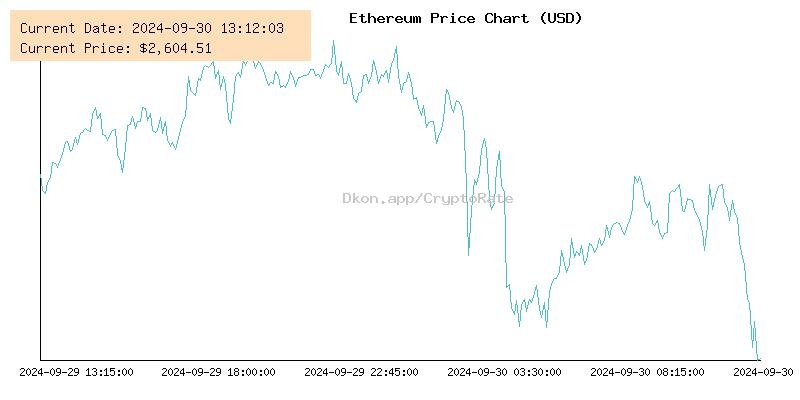 Ethereum Price Chart (USD)
Current Date: 2024-09-30 13:12:03
Current Price: $2,604.51
Dkon.app/CryptoRate
2024-09-29 13:15:00 2024-09-29 18:00:00 2024-09-29 22:45:00 2024-09-30 03:30:00 2024-09-30 08:15:00 2024-09-30